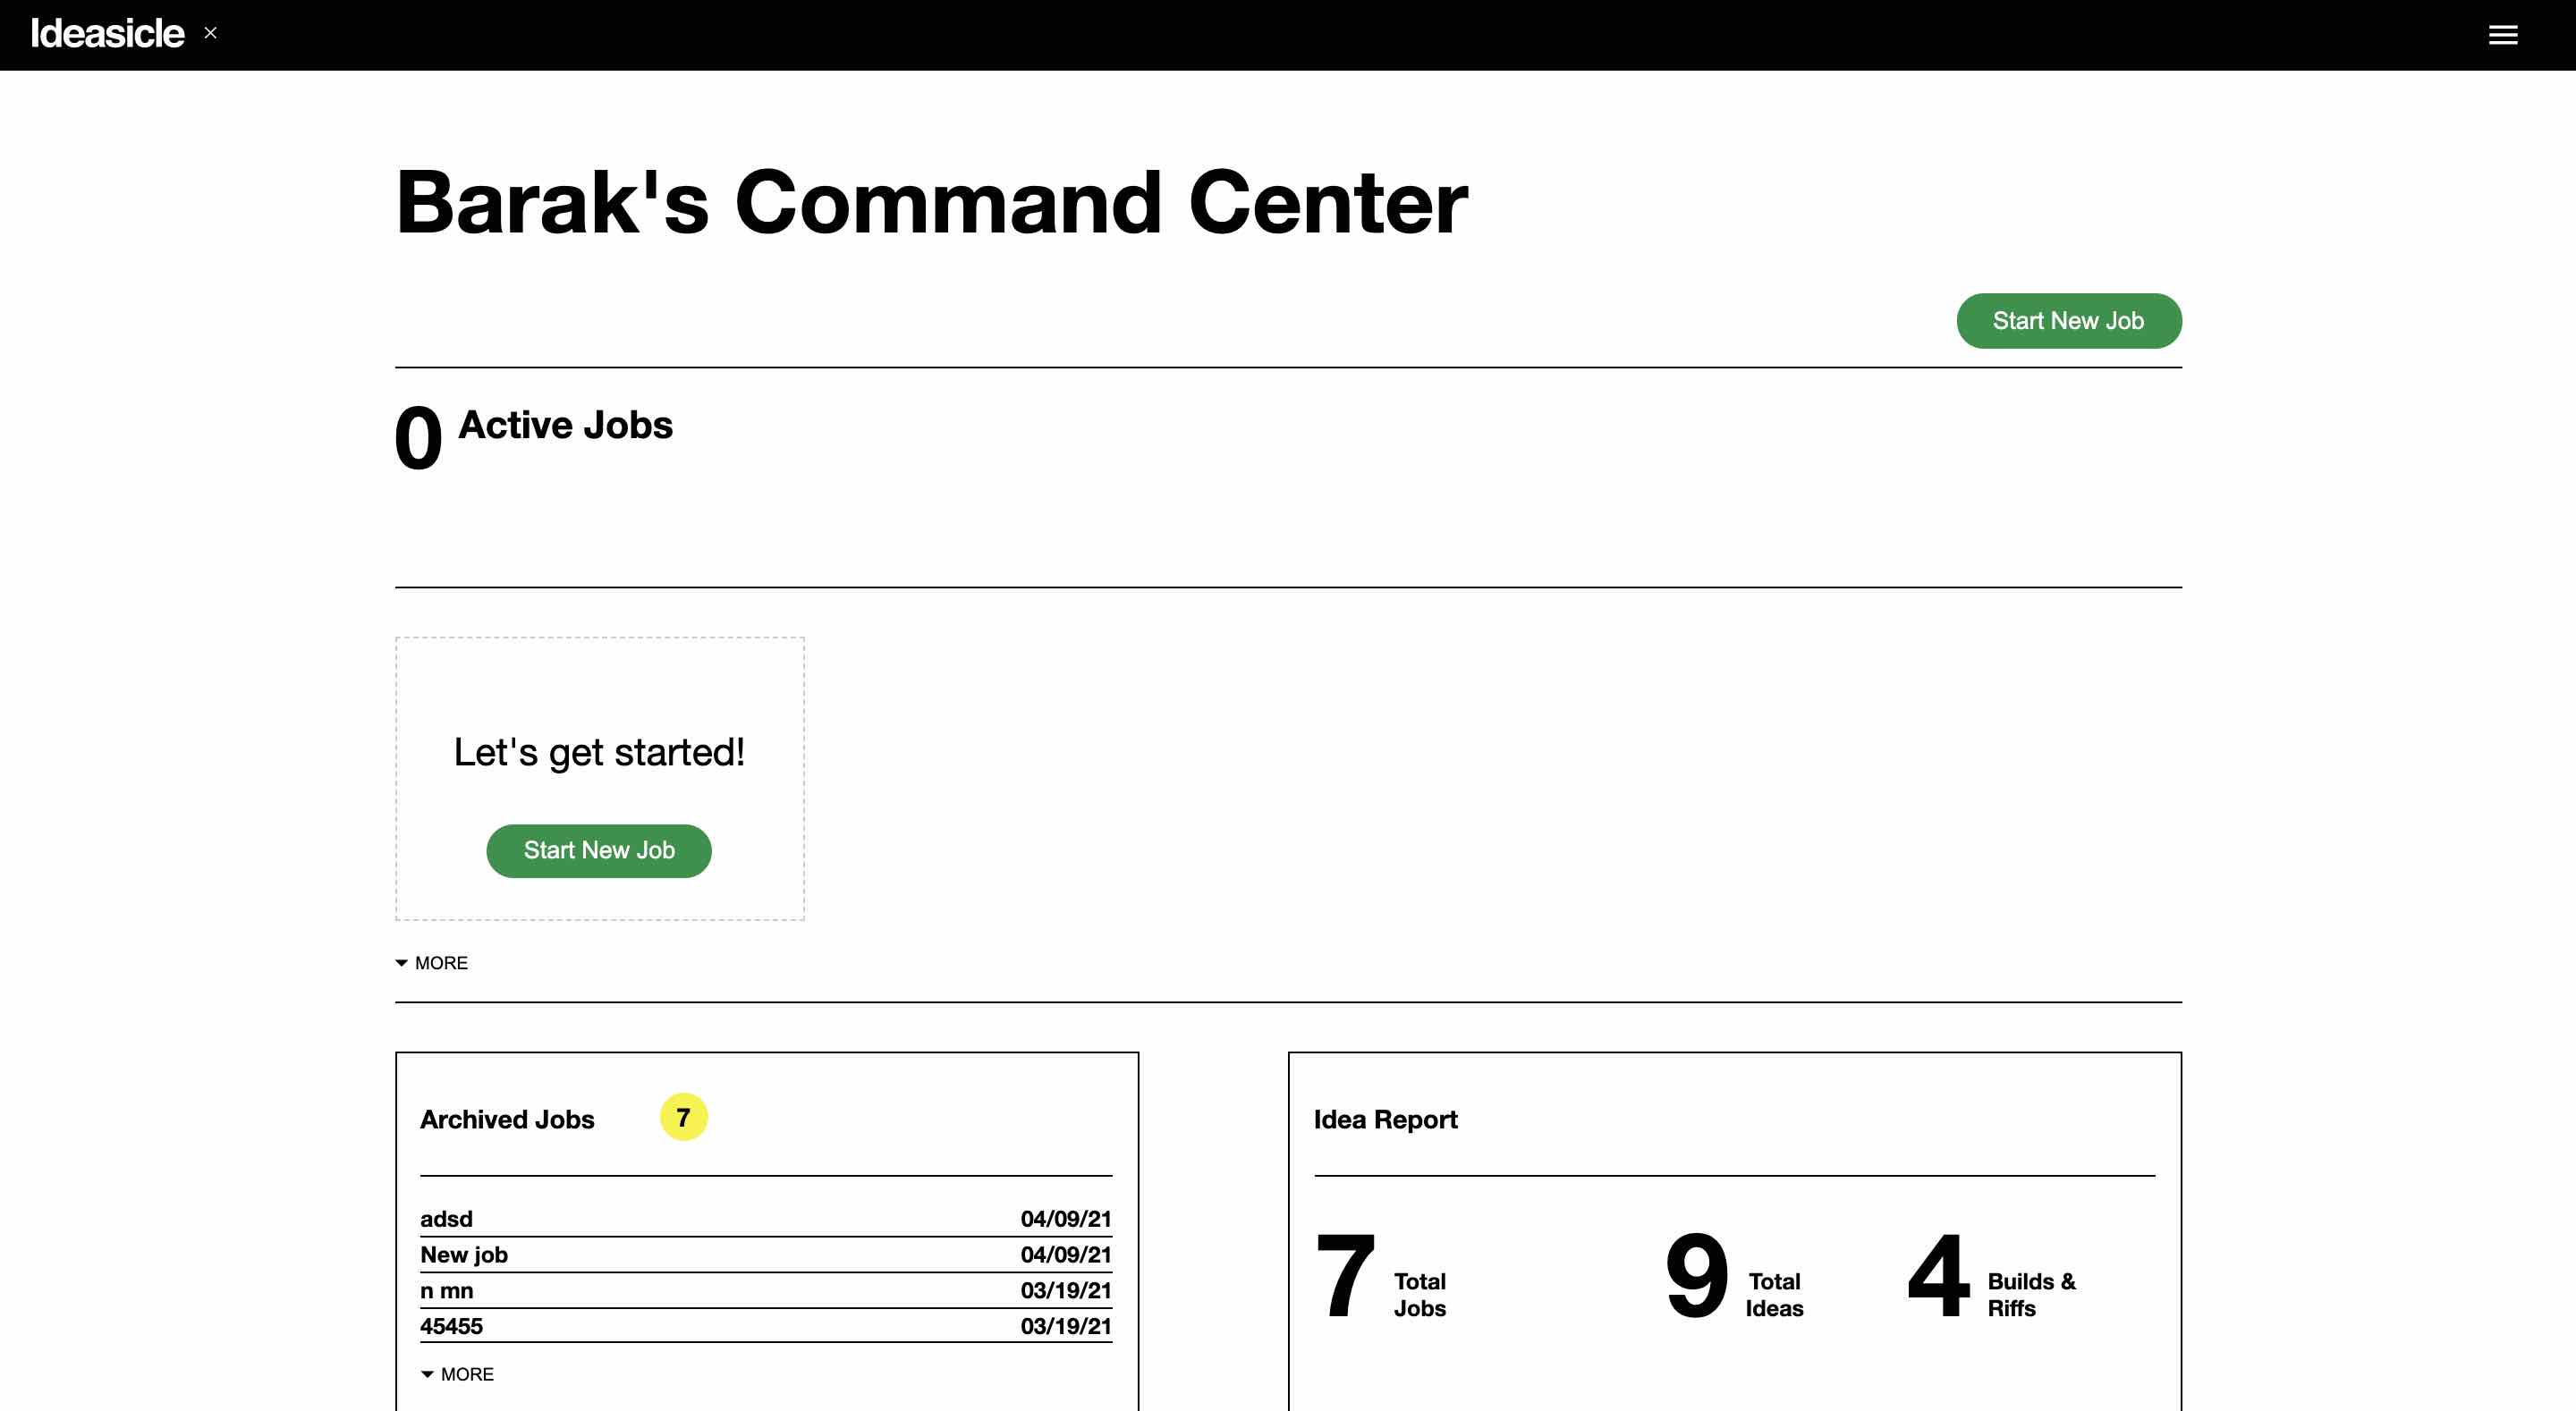 Ideasicle ×
Barak's Command Center
Start New Job
0 Active Jobs
Let's get started!
Start New Job
MORE
Archived Jobs 7
adsd 04/09/21
New job 04/09/21
n mn 03/19/21
45455 03/19/21
MORE
Idea Report
7 Total Jobs
9 Total Ideas
4 Builds & Riffs